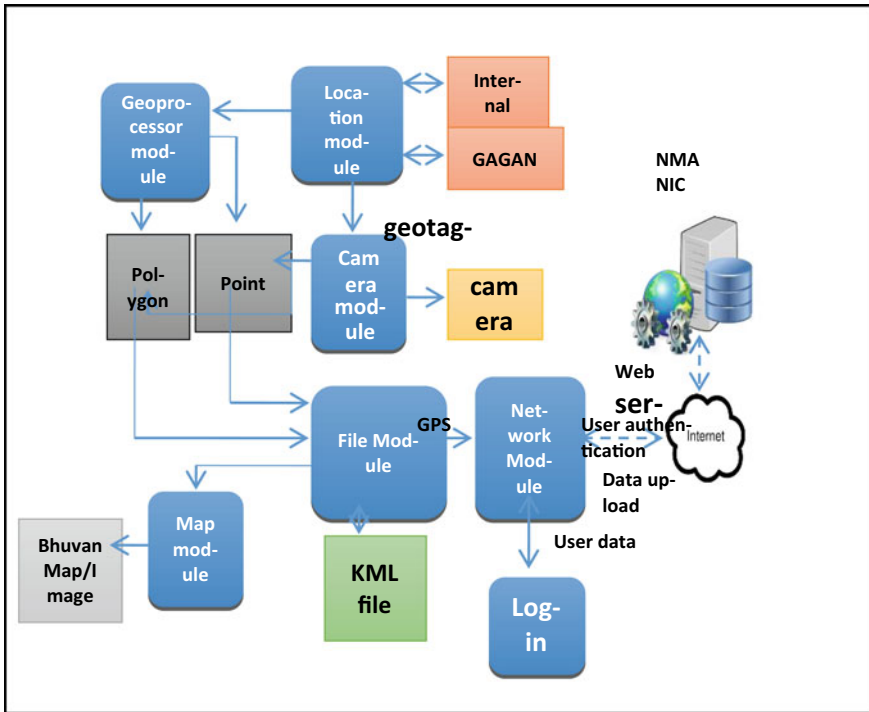 Geopro-
cessor
mod-
ule
Loca-
tion
mod-
ule
Inter-
nal
GAGAN
NMA
NIC
geotag-
Pol-
ygon
Point
Cam
era
mod-
ule
cam
era
Web
ser-
File Mod-
ule
GPS
Net-
work
Mod-
ule
User authen-
tication
Internet
Data up-
load
User data
Map
mod-
ule
Bhuvan
Map/I
mage
KML
file
Log-
in